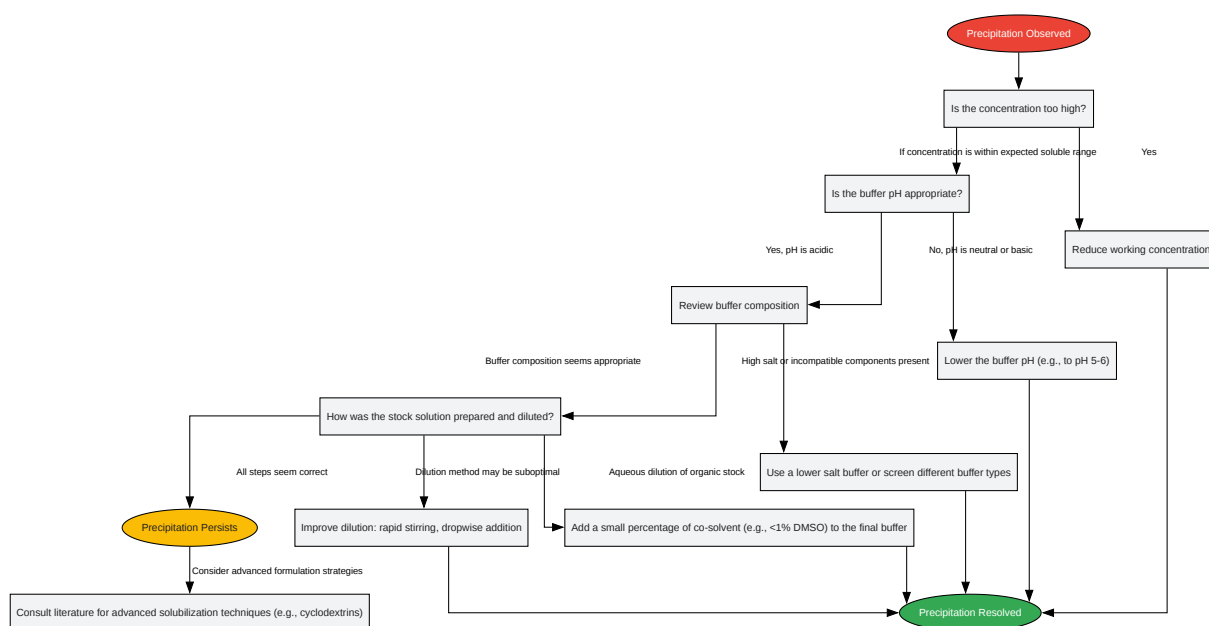 Precipitation Observed
Is the concentration too high?
If concentration is within expected soluble range
Yes
Is the buffer pH appropriate?
Yes, pH is acidic
No, pH is neutral or basic
Reduce working concentration
Review buffer composition
Buffer composition seems appropriate
High salt or incompatible components present
Lower the buffer pH (e.g., to pH 5-6)
How was the stock solution prepared and diluted?
All steps seem correct
Dilution method may be suboptimal
Aqueous dilution of organic stock
Use a lower salt buffer or screen different buffer types
Precipitation Persists
Improve dilution: rapid stirring, dropwise addition
Add a small percentage of co-solvent (e.g., <1% DMSO) to the final buffer
Consider advanced formulation strategies
Consult literature for advanced solubilization techniques (e.g., cyclodextrins)
Precipitation Resolved